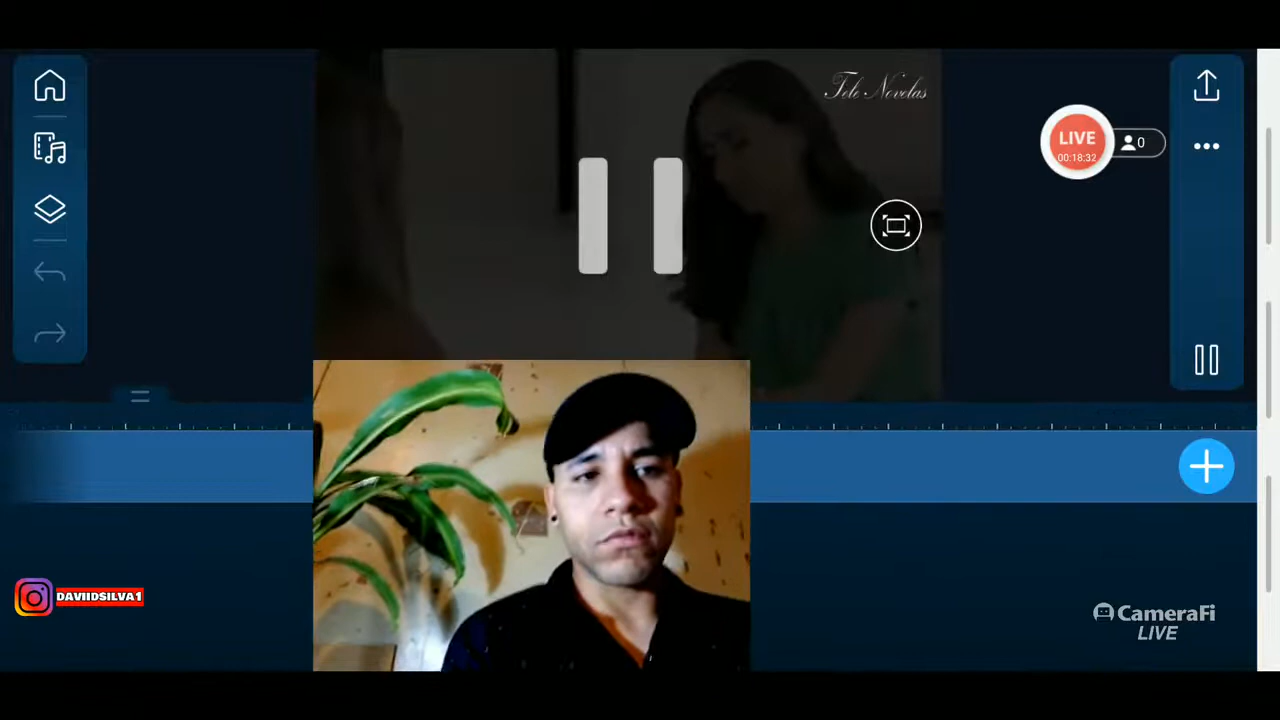 Tele Novelas
LIVE
00:18:32
0
DAVIIDSILVA1
CameraFi
LIVE